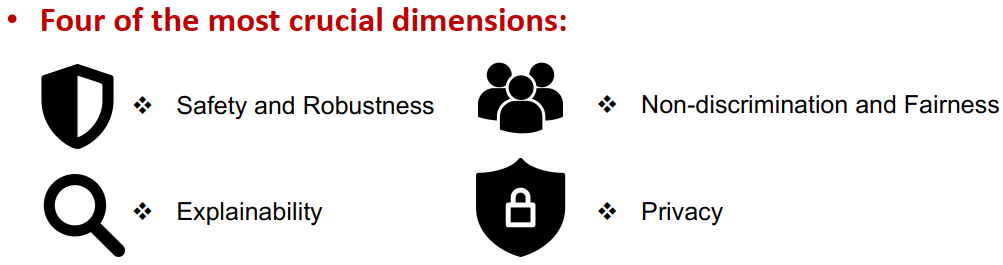 • Four of the most crucial dimensions:
❖ Safety and Robustness
❖ Non-discrimination and Fairness
❖ Explainability
❖ Privacy